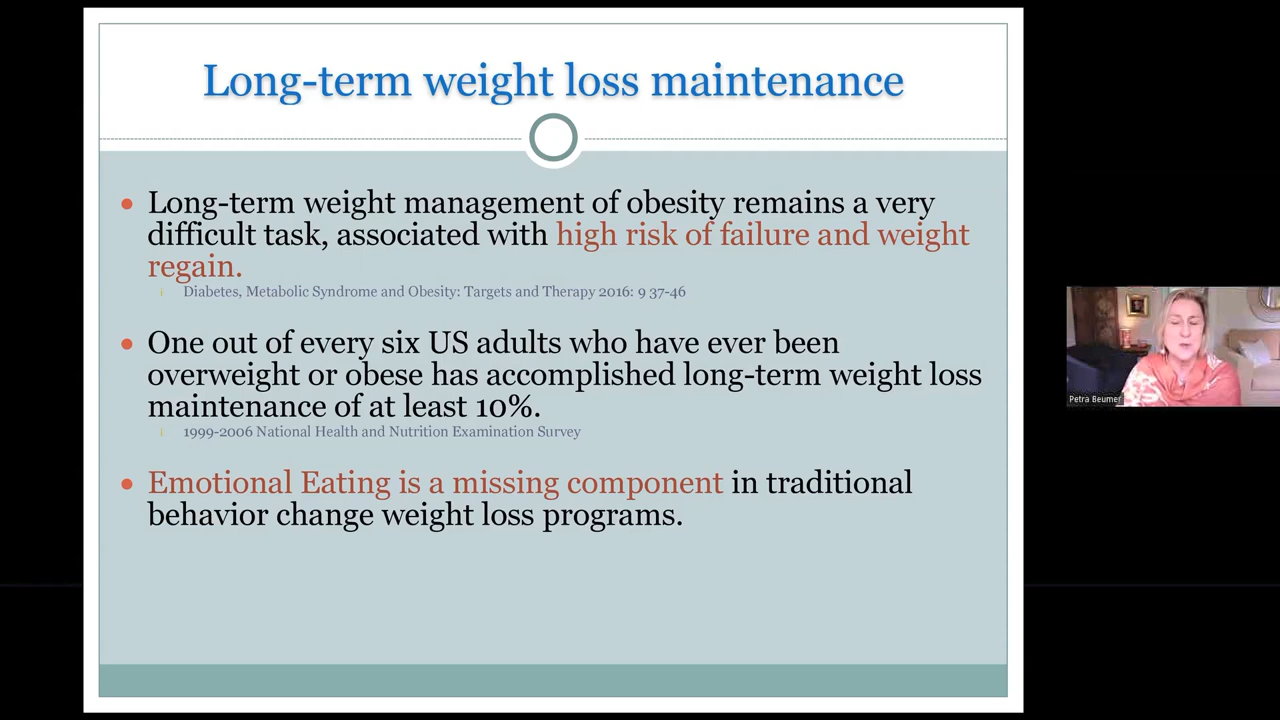 Long-term weight loss maintenance
Long-term weight management of obesity remains a very
difficult task, associated with high risk of failure and weight
regain.
Diabetes, Metabolic Syndrome and Obesity: Targets and Therapy 2016: 9 37-46
One out of every six US adults who have ever been
overweight or obese has accomplished long-term weight loss
maintenance of at least 10%.
1999-2006 National Health and Nutrition Examination Survey
Emotional Eating is a missing component in traditional
behavior change weight loss programs.
Petra Beumer